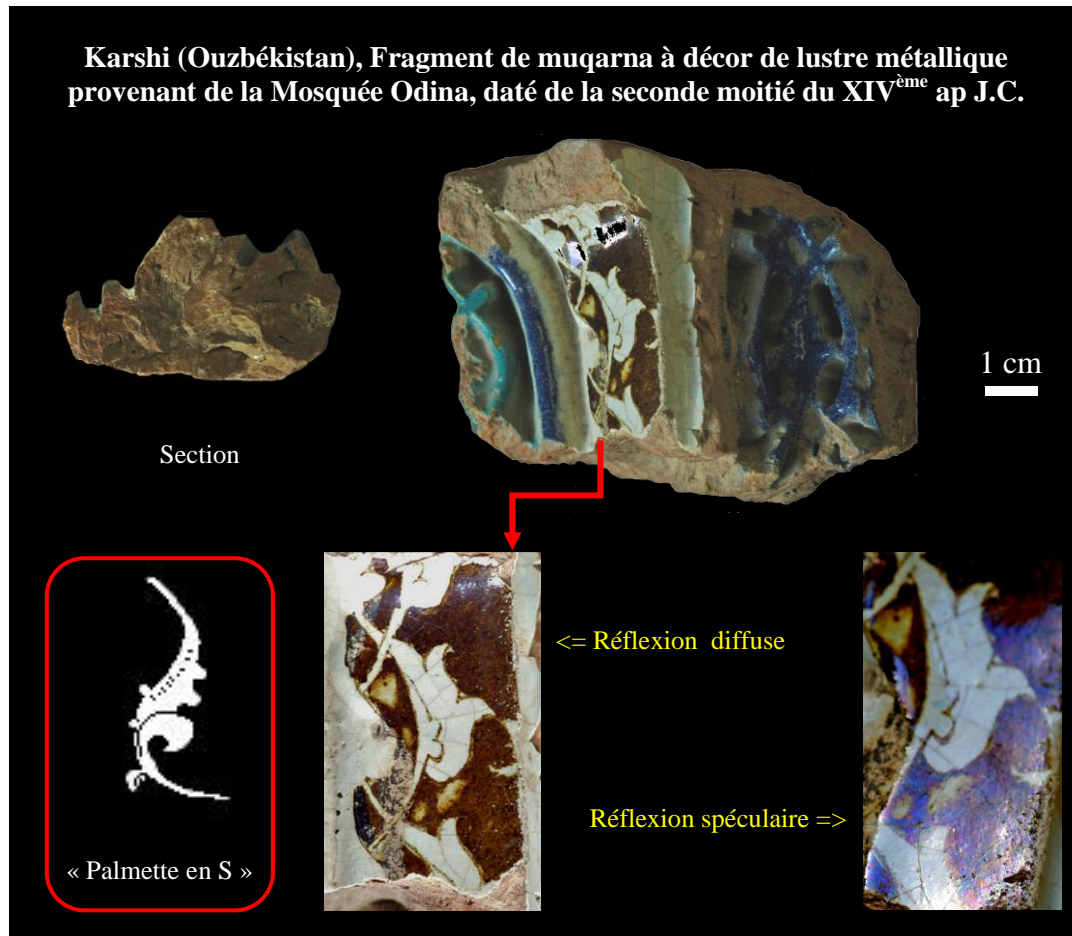 Karshi (Ouzbékistan), Fragment de muqarna à décor de lustre métallique
provenant de la Mosquée Odina, daté de la seconde moitié du XIVème ap J.C.
1 cm
Section
<= Réflexion diffuse
Réflexion spéculaire =>
« Palmette en S »